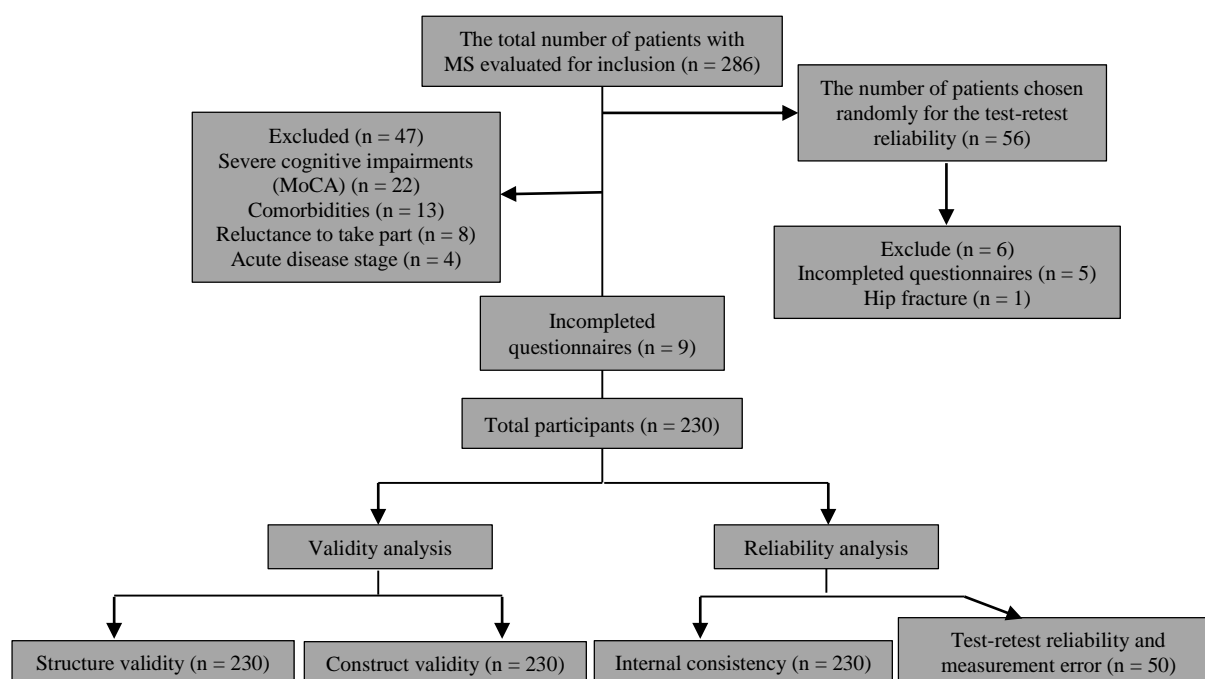 The total number of patients with
MS evaluated for inclusion (n = 286)
The number of patients chosen
randomly for the test-retest
reliability (n = 56)
Excluded (n = 47)
Severe cognitive impairments
(MoCA) (n = 22)
Comorbidities (n = 13)
Reluctance to take part (n = 8)
Acute disease stage (n = 4)
Exclude (n = 6)
Incompleted questionnaires (n = 5)
Hip fracture (n = 1)
Incompleted
questionnaires (n = 9)
Total participants (n = 230)
Validity analysis
Reliability analysis
Structure validity (n = 230)
Construct validity (n = 230)
Internal consistency (n = 230)
Test-retest reliability and
measurement error (n = 50)